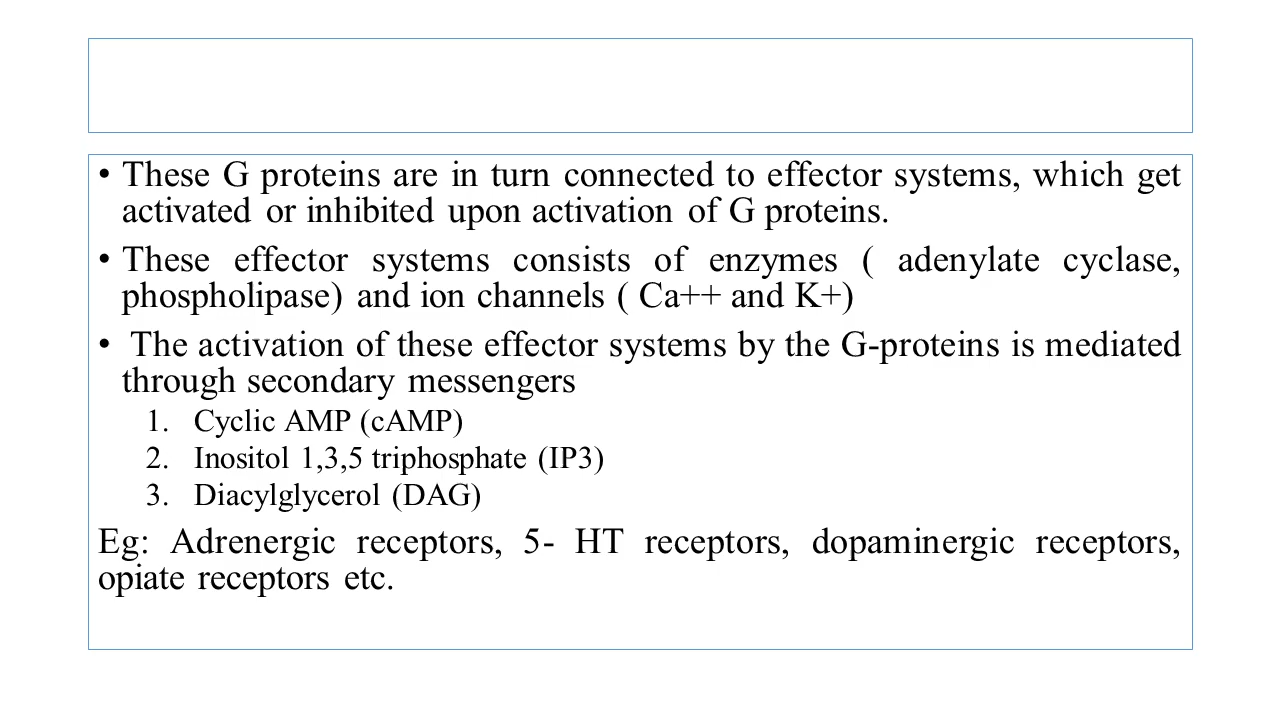 • These G proteins are in turn connected to effector systems, which get
activated or inhibited upon activation of G proteins.
• These effector systems consists of enzymes ( adenylate cyclase,
phospholipase) and ion channels ( Ca++ and K+)
• The activation of these effector systems by the G-proteins is mediated
through secondary messengers
1. Cyclic AMP (cAMP)
2. Inositol 1,3,5 triphosphate (IP3)
3. Diacylglycerol (DAG)
Eg: Adrenergic receptors, 5- HT receptors, dopaminergic receptors,
opiate receptors etc.